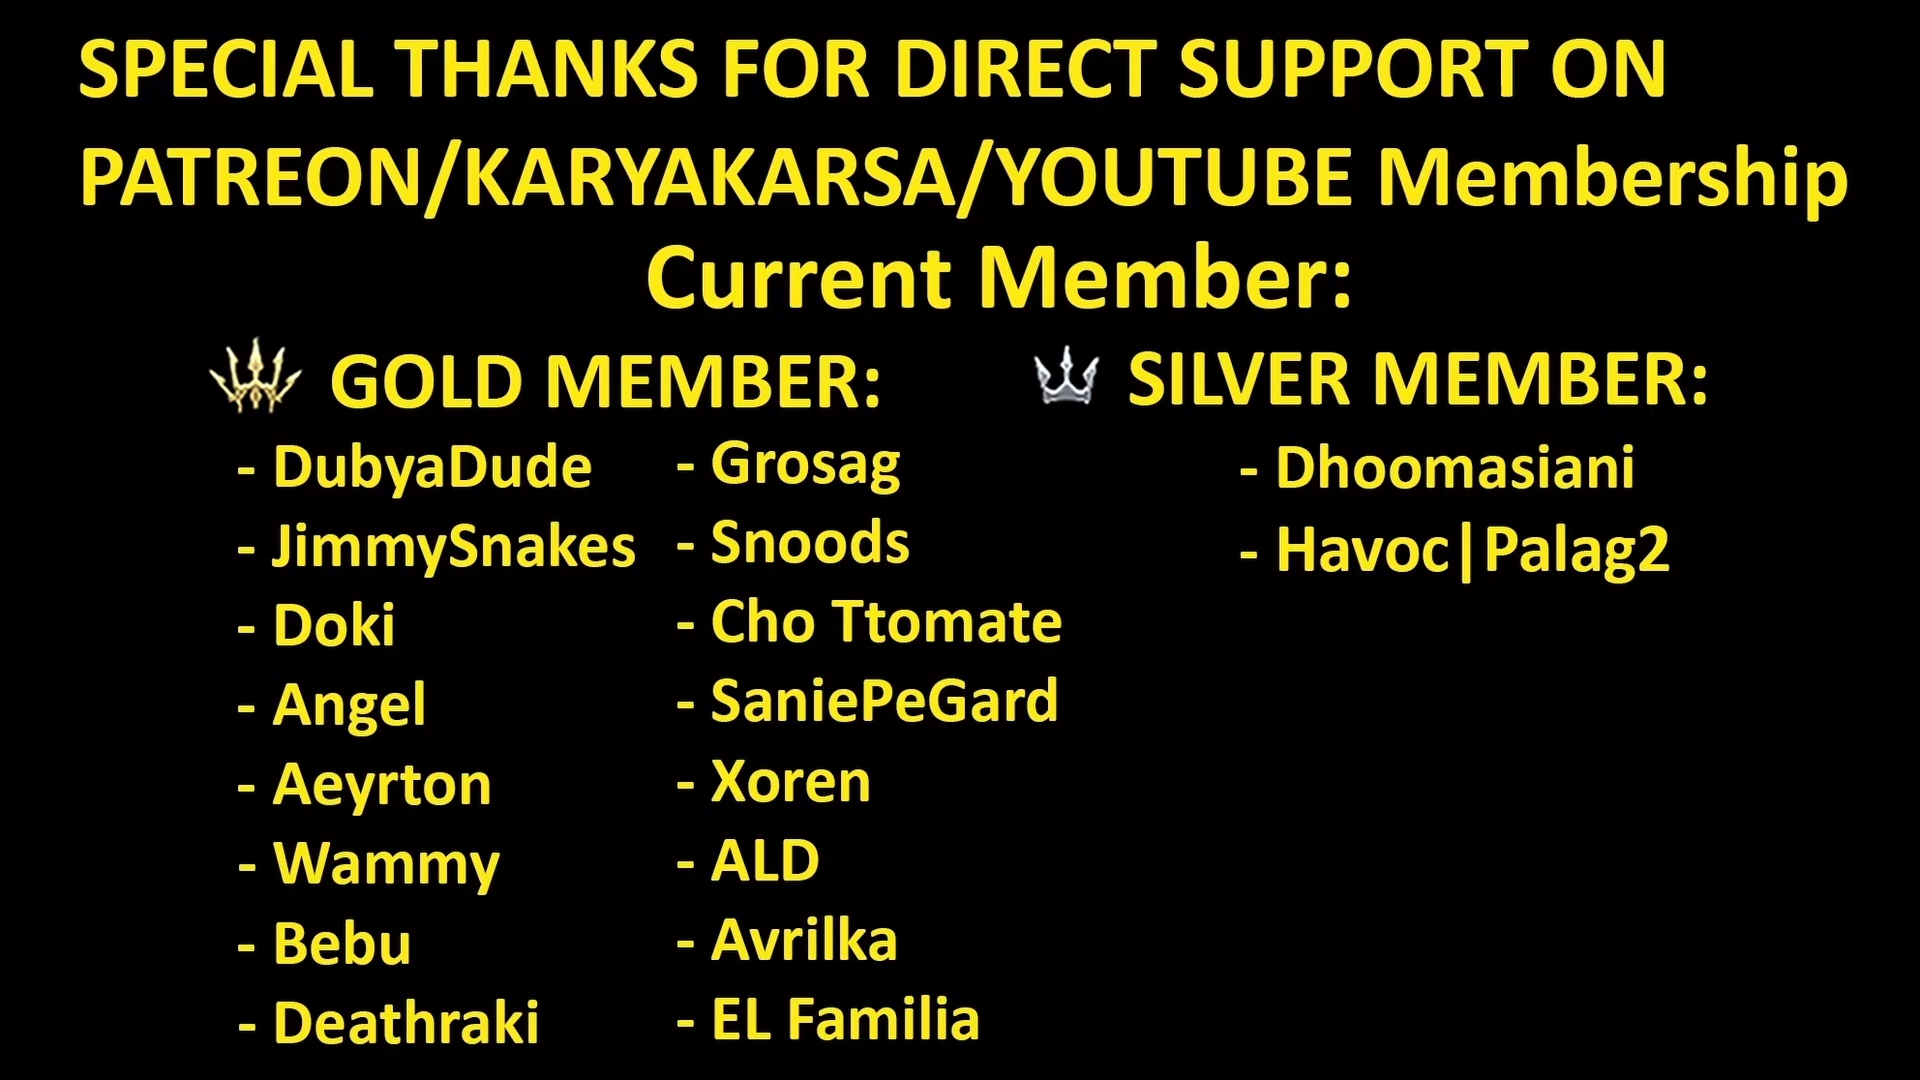 SPECIAL THANKS FOR DIRECT SUPPORT ON
PATREON/KARYAKARSA/YOUTUBE Membership
Current Member:
GOLD MEMBER:
- DubyaDude
- JimmySnakes
- Doki
- Angel
- Aeyrton
- Wammy
- Bebu
- Deathraki
- Grosag
- Snoods
- Cho Ttomate
- SaniePeGard
- Xoren
- ALD
- Avrilka
- EL Familia
SILVER MEMBER:
- Dhoomasiani
- Havoc|Palag2